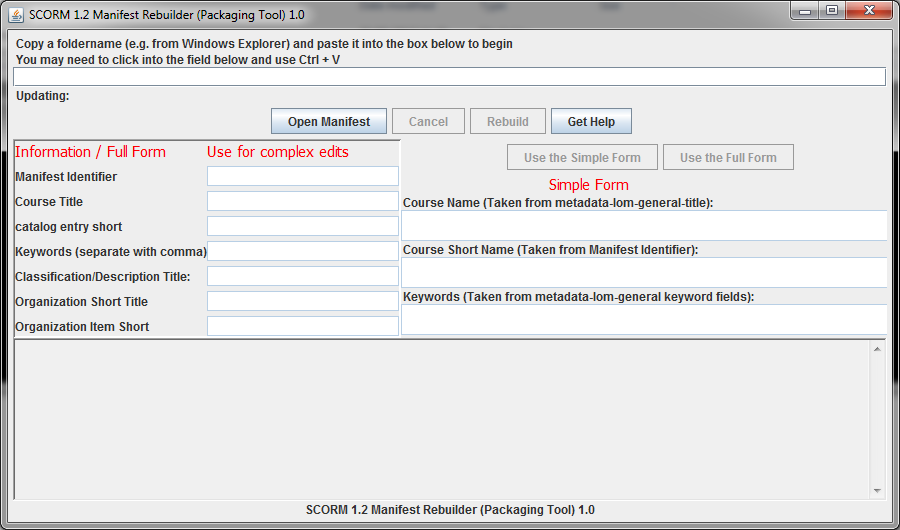 SCORM 1.2 Manifest Rebuilder (Packaging Tool) 1.0
Copy a foldername (e.g. from Windows Explorer) and paste it into the box below to begin
You may need to click into the field below and use Ctrl + V
Updating:
Open Manifest Cancel Rebuild Get Help
Information / Full Form Use for complex edits
Manifest Identifier
Course Title
catalog entry short
Keywords (separate with comma)
Classification/Description Title:
Organization Short Title
Organization Item Short
Use the Simple Form Use the Full Form
Simple Form
Course Name (Taken from metadata-lom-general-title):
Course Short Name (Taken from Manifest Identifier):
Keywords (Taken from metadata-lom-general keyword fields):
SCORM 1.2 Manifest Rebuilder (Packaging Tool) 1.0